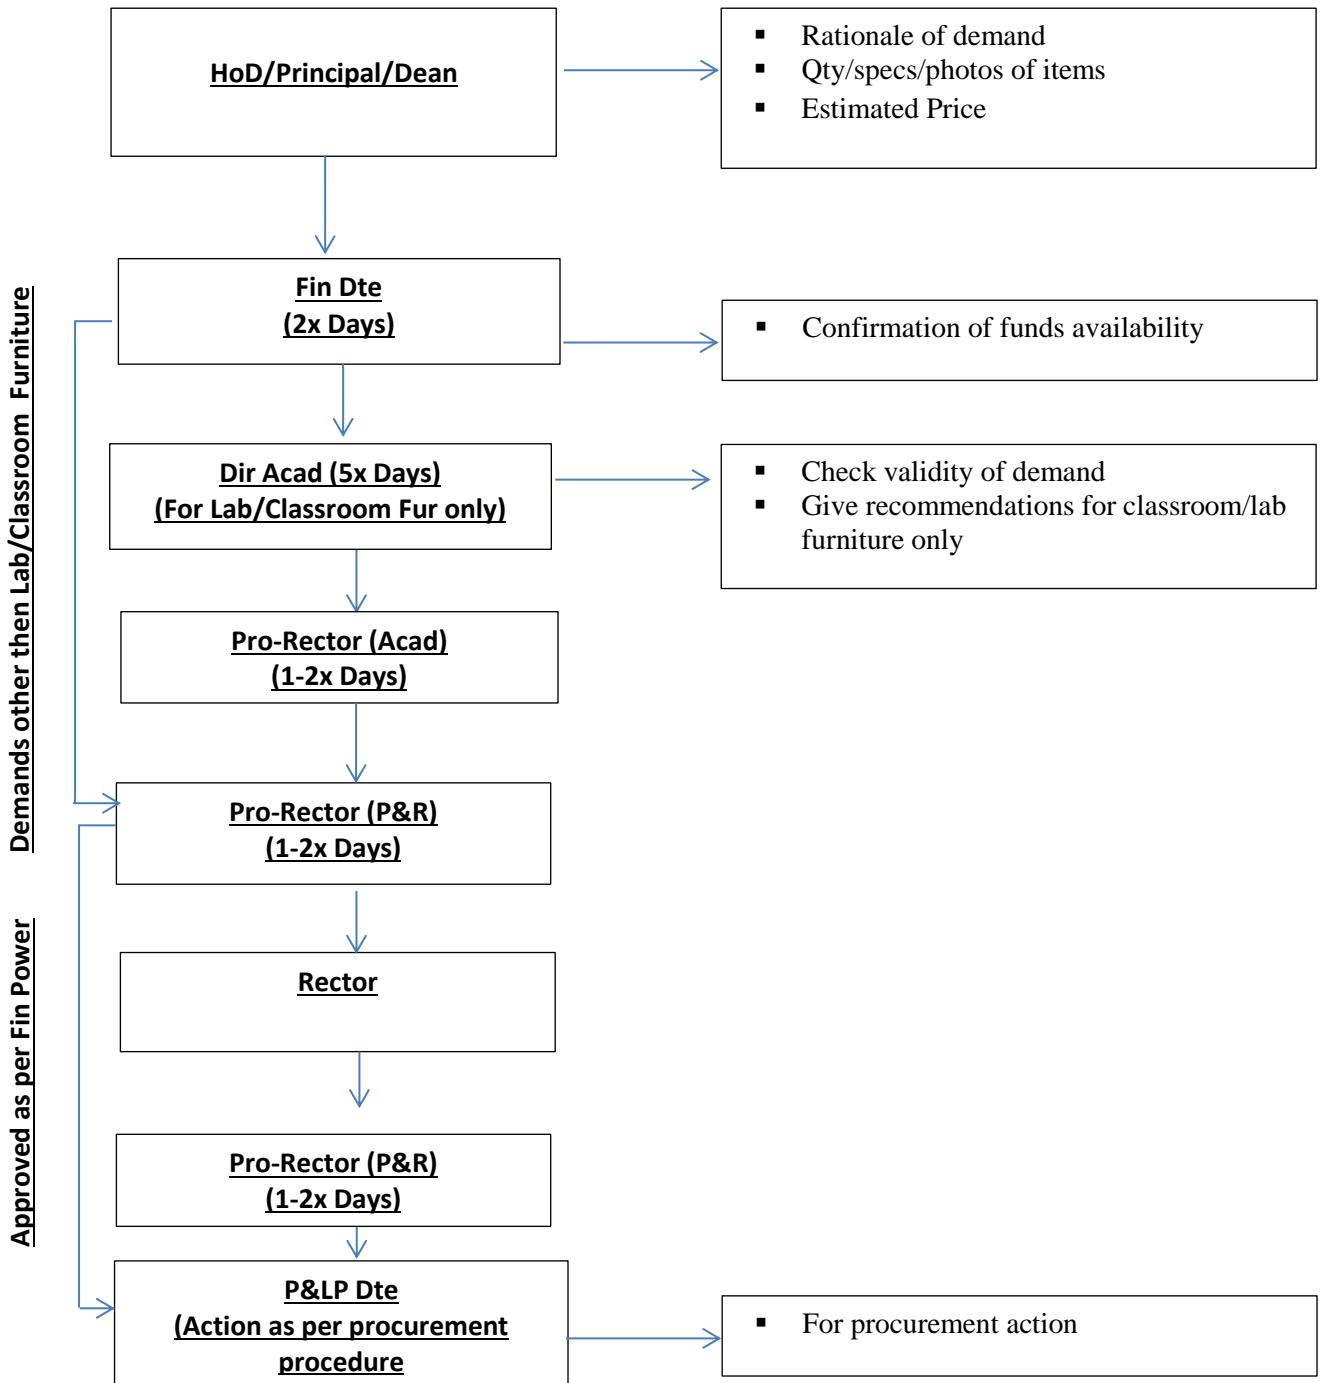 HoD/Principal/Dean
▪ Rationale of demand
▪ Qty/specs/photos of items
▪ Estimated Price
Fin Dte
(2x Days)
▪ Confirmation of funds availability
Demands other then Lab/Classroom Furniture
Dir Acad (5x Days)
(For Lab/Classroom Fur only)
▪ Check validity of demand
▪ Give recommendations for classroom/lab
furniture only
Pro-Rector (Acad)
(1-2x Days)
Pro-Rector (P&R)
(1-2x Days)
Approved as per Fin Power
Rector
Pro-Rector (P&R)
(1-2x Days)
P&LP Dte
(Action as per procurement
procedure
▪ For procurement action